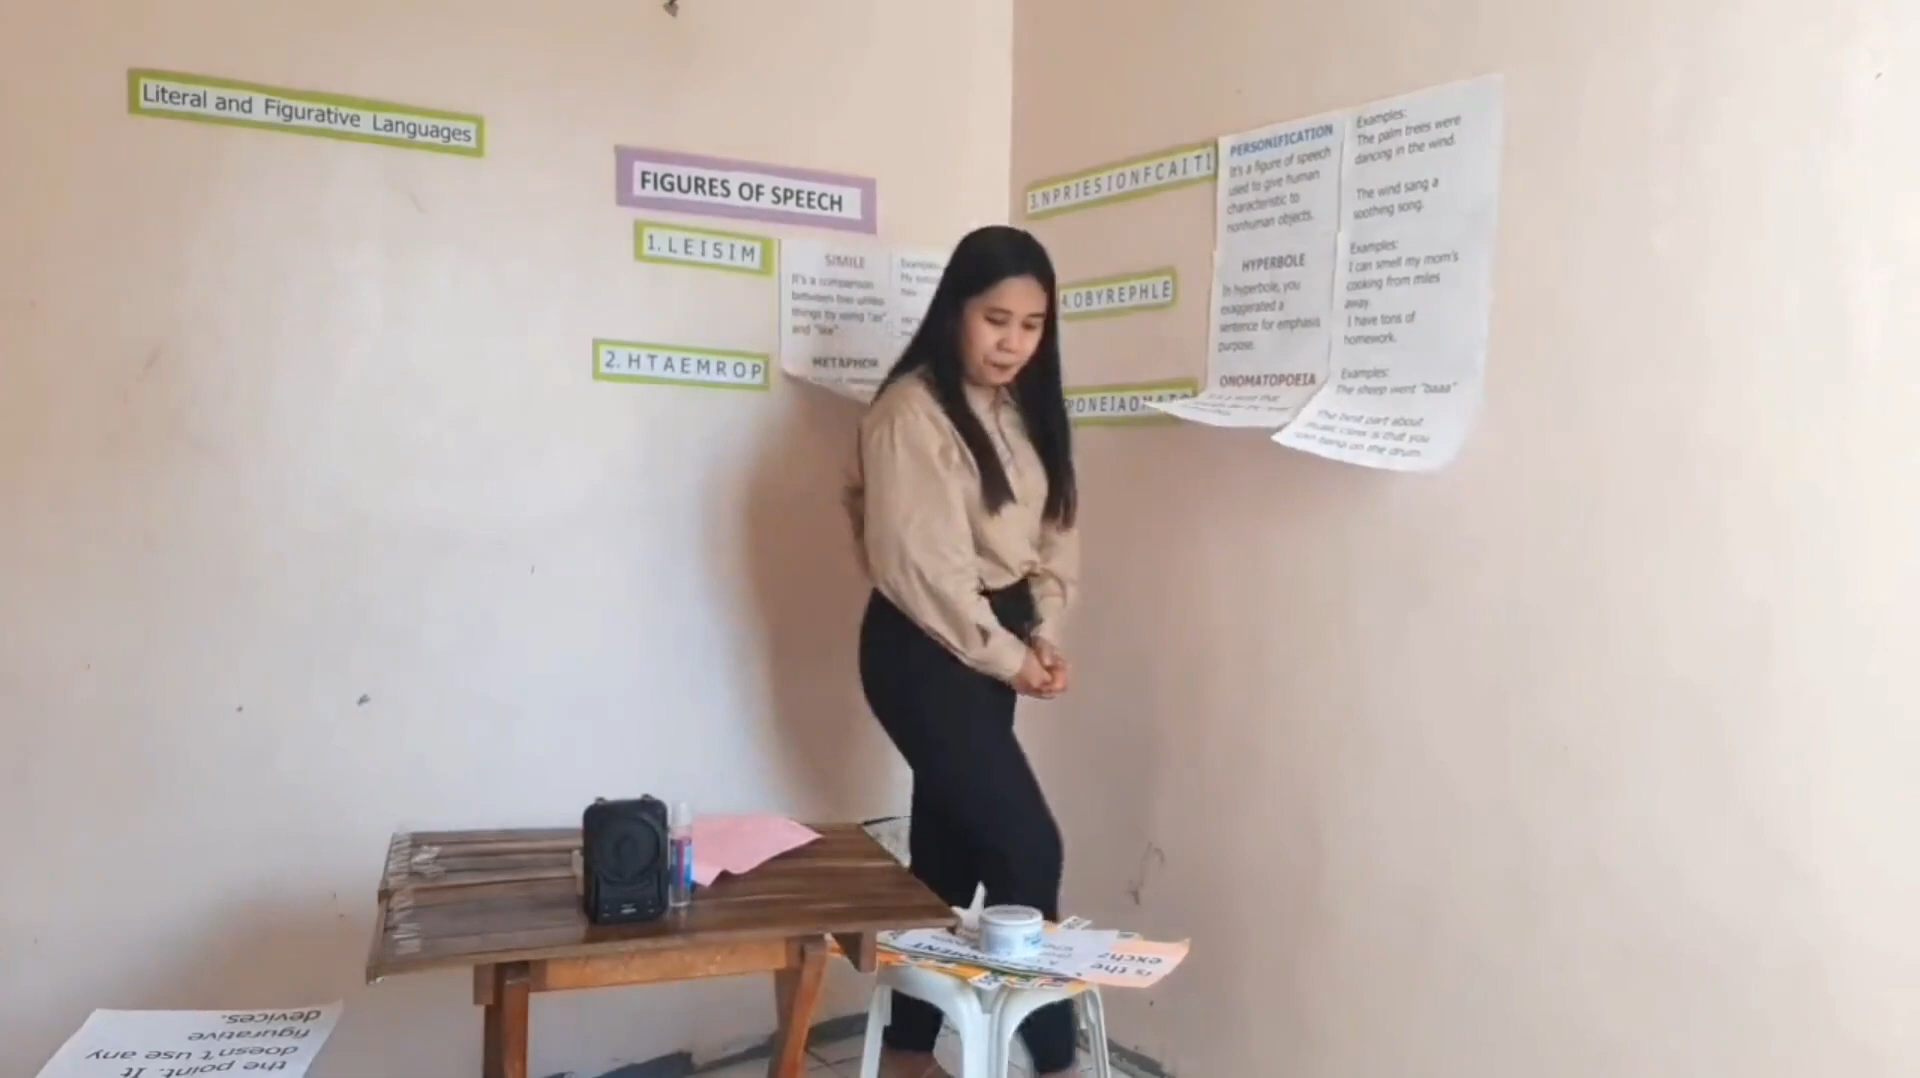 Literal and Figurative Languages
FIGURES OF SPEECH
1. L E I S I M
SIMILE
It's a comparison
between two unlike
things by using "as"
and "like".
METAPHOR
2. H T A E M R O P
3. N P R I E S I O N F C A I T I
4. O B Y R E P H L E
P O N E I A O M A T O
PERSONIFICATION
It's a figure of speech
used to give human
characteristic to
nonhuman objects.
HYPERBOLE
In hyperbole, you
exaggerated a
sentence for emphasis
purpose.
ONOMATOPOEIA
Examples:
The palm trees were
dancing in the wind.
The wind sang a
soothing song.
Examples:
I can smell my mom's
cooking from miles
away.
I have tons of
homework.
Examples:
The sheep went "baaa"
The best part about
music class is that you
can bang on the drum.
is the
exch?
the point. It
doesn't use any
figurative
devices.